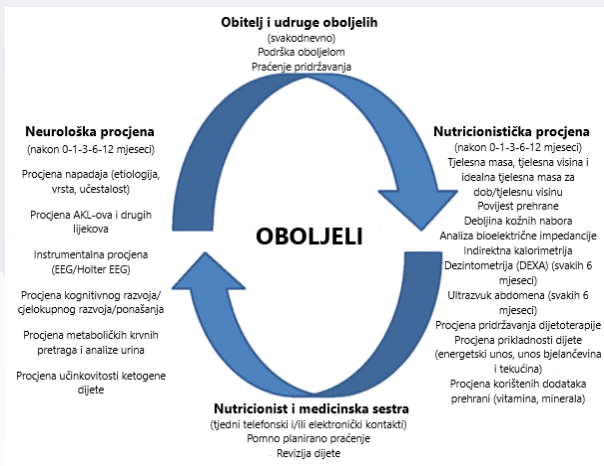 Obitelj i udruge oboljelih
(svakodnevno)
Podrška oboljelom
Praćenje pridržavanja
Neurološka procjena
(nakon 0-1-3-6-12 mjeseci)
Procjena napadaja (etiologija,
vrsta, učestalost)
Procjena AKL-ova i drugih
lijekova
Instrumentalna procjena
(EEG/Holter EEG)
Procjena kognitivnog razvoja/
cjelokupnog razvoja/ponašanja
Procjena metaboličkih krvnih
pretraga i analize urina
Procjena učinkovitosti ketogene
dijete
OBOLJELI
Nutricionistička procjena
(nakon 0-1-3-6-12 mjeseci)
Tjelesna masa, tjelesna visina i
idealna tjelesna masa za
dob/tjelesnu visinu
Povijest prehrane
Debljina kožnih nabora
Analiza bioelektrične impedancije
Indirektna kalorimetrija
Dezintometrija (DEXA) (svakih 6
mjeseci)
Ultrazvuk abdomena (svakih 6
mjeseci)
Procjena pridržavanja dijetoterapije
Procjena prikladnosti dijete
(energetski unos, unos bjelančevina
i tekućina)
Procjena korištenih dodataka
prehrani (vitamina, minerala)
Nutricionist i medicinska sestra
(tjedni telefonski i/ili elektronički kontakti)
Pomno planirano praćenje
Revizija dijete